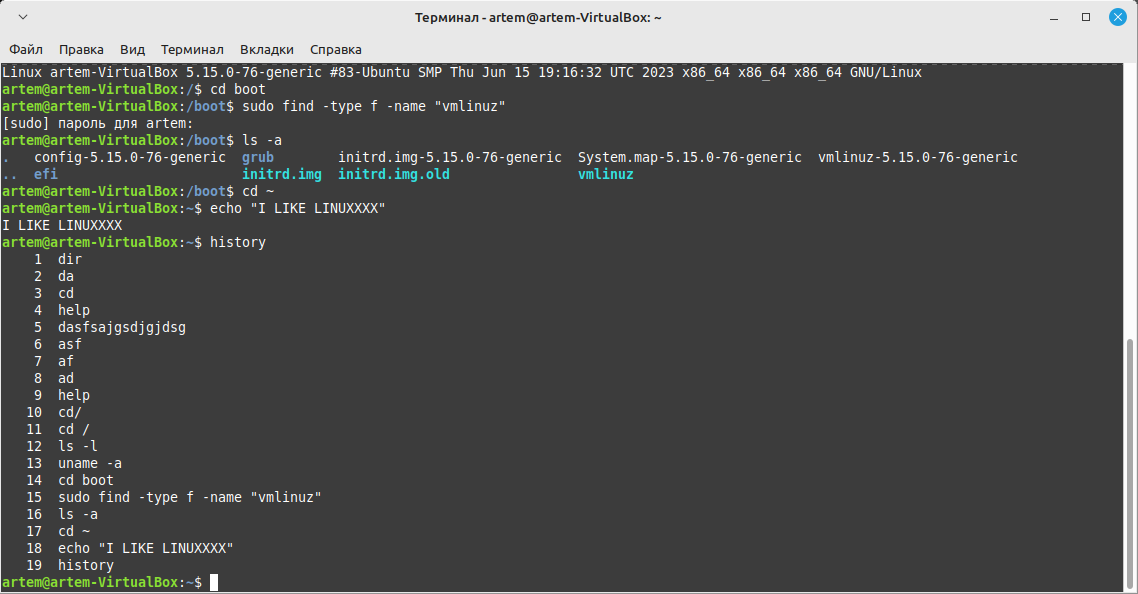 Терминал - artem@artem-VirtualBox: ~
Файл Правка Вид Терминал Вкладки Справка
Linux artem-VirtualBox 5.15.0-76-generic #83-Ubuntu SMP Thu Jun 15 19:16:32 UTC 2023 x86_64 x86_64 x86_64 GNU/Linux
artem@artem-VirtualBox:/$ cd boot
artem@artem-VirtualBox:/boot$ sudo find -type f -name "vmlinuz"
[sudo] пароль для artem:
artem@artem-VirtualBox:/boot$ ls -a
. config-5.15.0-76-generic grub initrd.img-5.15.0-76-generic System.map-5.15.0-76-generic vmlinuz-5.15.0-76-generic
.. efi initrd.img initrd.img.old vmlinuz
artem@artem-VirtualBox:/boot$ cd ~
artem@artem-VirtualBox:~$ echo "I LIKE LINUXXXX"
I LIKE LINUXXXX
artem@artem-VirtualBox:~$ history
1 dir
2 da
3 cd
4 help
5 dasfsajgsdjgjdsg
6 asf
7 af
8 ad
9 help
10 cd/
11 cd /
12 ls -l
13 uname -a
14 cd boot
15 sudo find -type f -name "vmlinuz"
16 ls -a
17 cd ~
18 echo "I LIKE LINUXXXX"
19 history
artem@artem-VirtualBox:~$